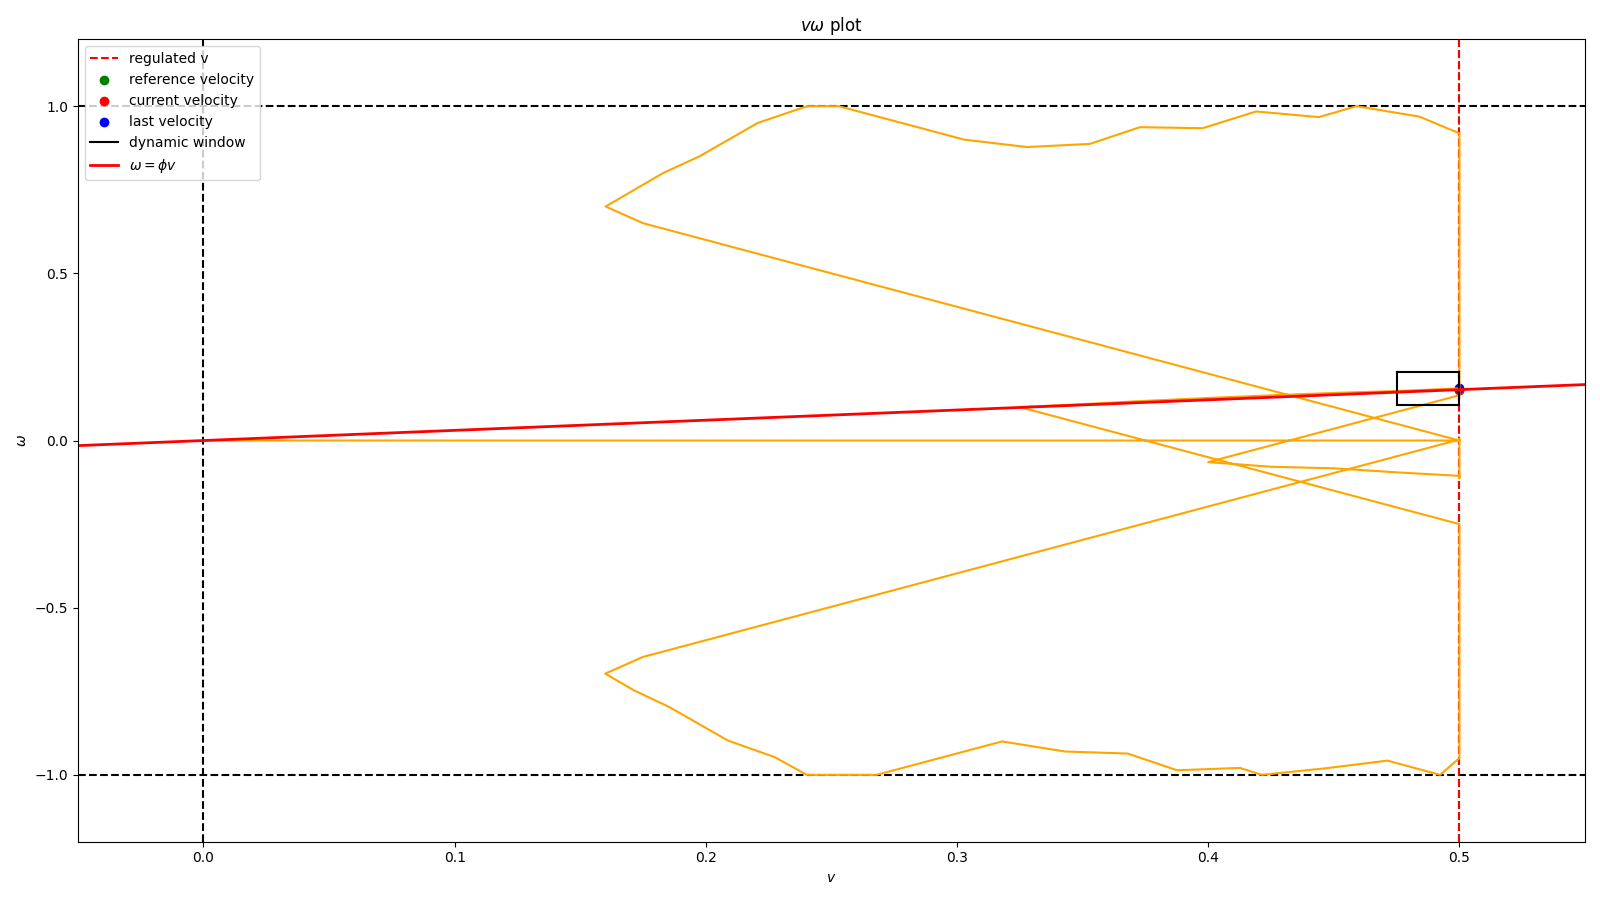 vω plot
regulated v
reference velocity
current velocity
last velocity
dynamic window
ω = ϕv
1.0
0.5
0.0
−0.5
−1.0
ω
0.0 0.1 0.2 0.3 0.4 0.5
v